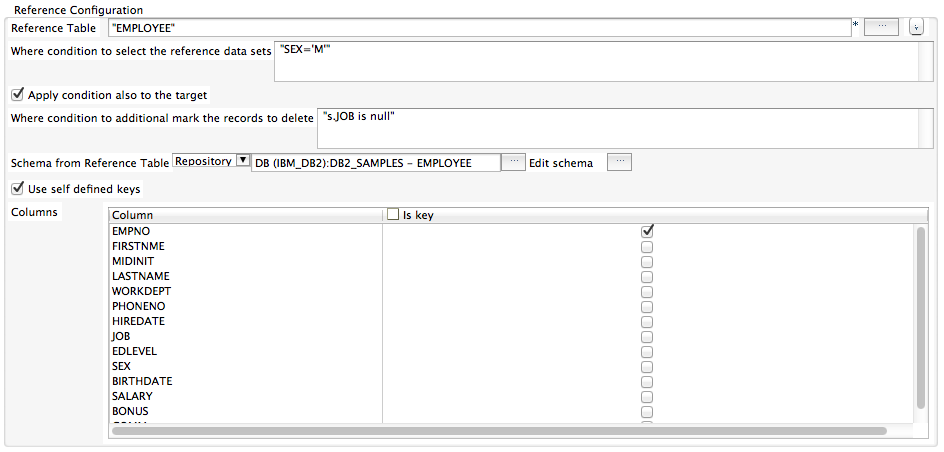 Reference Configuration
Reference Table "EMPLOYEE" * ...
Where condition to select the reference data sets "SEX='M'"
Apply condition also to the target
Where condition to additional mark the records to delete "s.JOB is null"
Schema from Reference Table Repository DB (IBM_DB2):DB2_SAMPLES - EMPLOYEE ... Edit schema ...
Use self defined keys
Columns
Column Is key
EMPNO
FIRSTNME
MIDINIT
LASTNAME
WORKDEPT
PHONENO
HIREDATE
JOB
EDLEVEL
SEX
BIRTHDATE
SALARY
BONUS